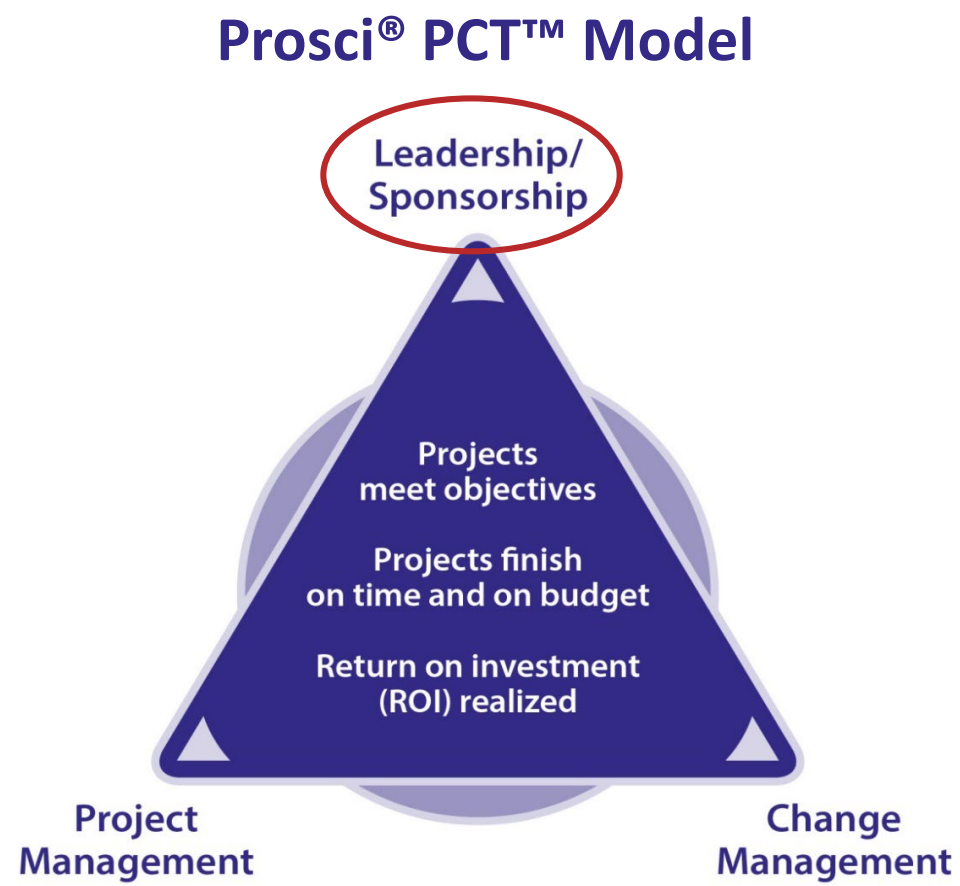 Prosci® PCT™ Model
Leadership/
Sponsorship
Projects
meet objectives
Projects finish
on time and on budget
Return on investment
(ROI) realized
Project
Management
Change
Management